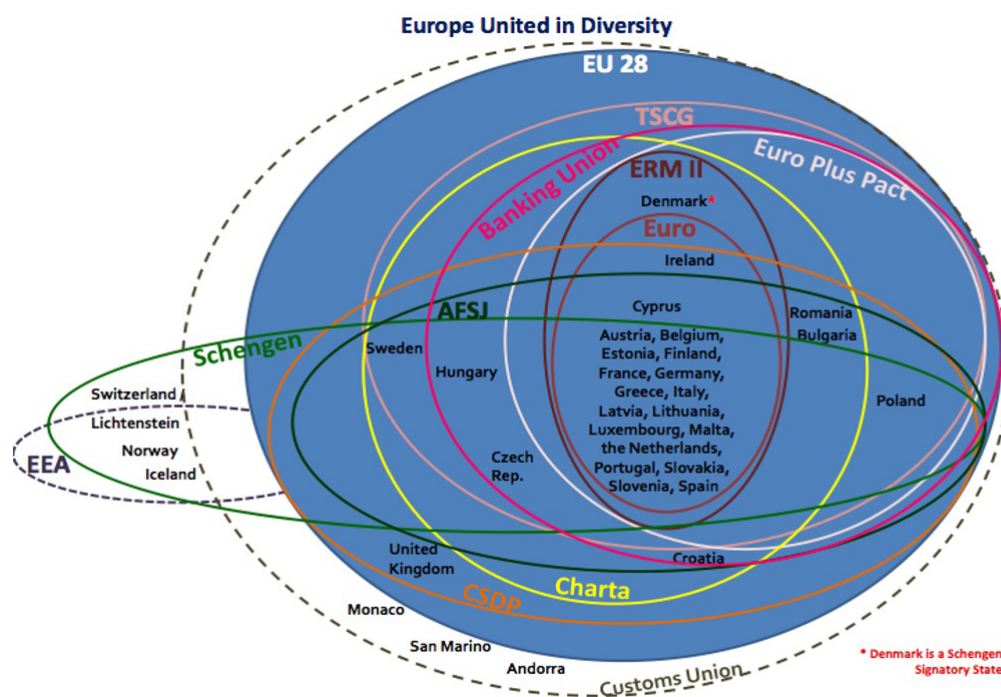 Europe United in Diversity
EU 28
TSCG
Banking Union
Euro Plus Pact
ERM II
Denmark*
Euro
Ireland
AFSJ
Cyprus
Romania
Bulgaria
Schengen
Sweden
Hungary
Austria, Belgium,
Estonia, Finland,
France, Germany,
Greece, Italy,
Latvia, Lithuania,
Luxembourg, Malta,
the Netherlands,
Portugal, Slovakia,
Slovenia, Spain
Poland
Switzerland
Lichtenstein
Norway
Iceland
EEA
Czech
Rep.
United
Kingdom
Croatia
Charta
CSDP
Monaco
San Marino
Andorra
Customs Union
* Denmark is a Schengen
Signatory State